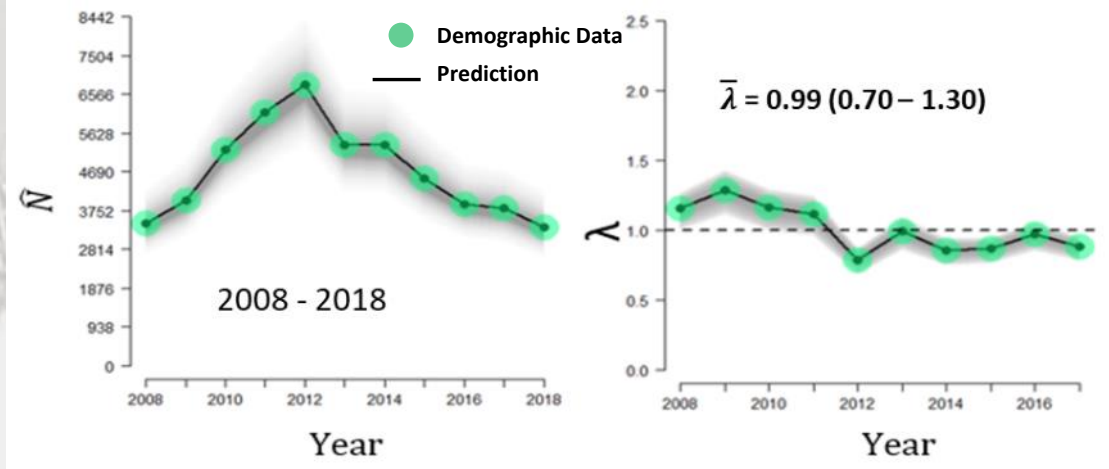 8442
7504
6566
5628
4690
3752
2814
1876
938
0
N̂
Demographic Data
Prediction
2008 - 2018
2008 2010 2012 2014 2016 2018
Year
2.5
2.0
1.5
1.0
0.5
0.0
λ
λ̅ = 0.99 (0.70 – 1.30)
2008 2010 2012 2014 2016
Year